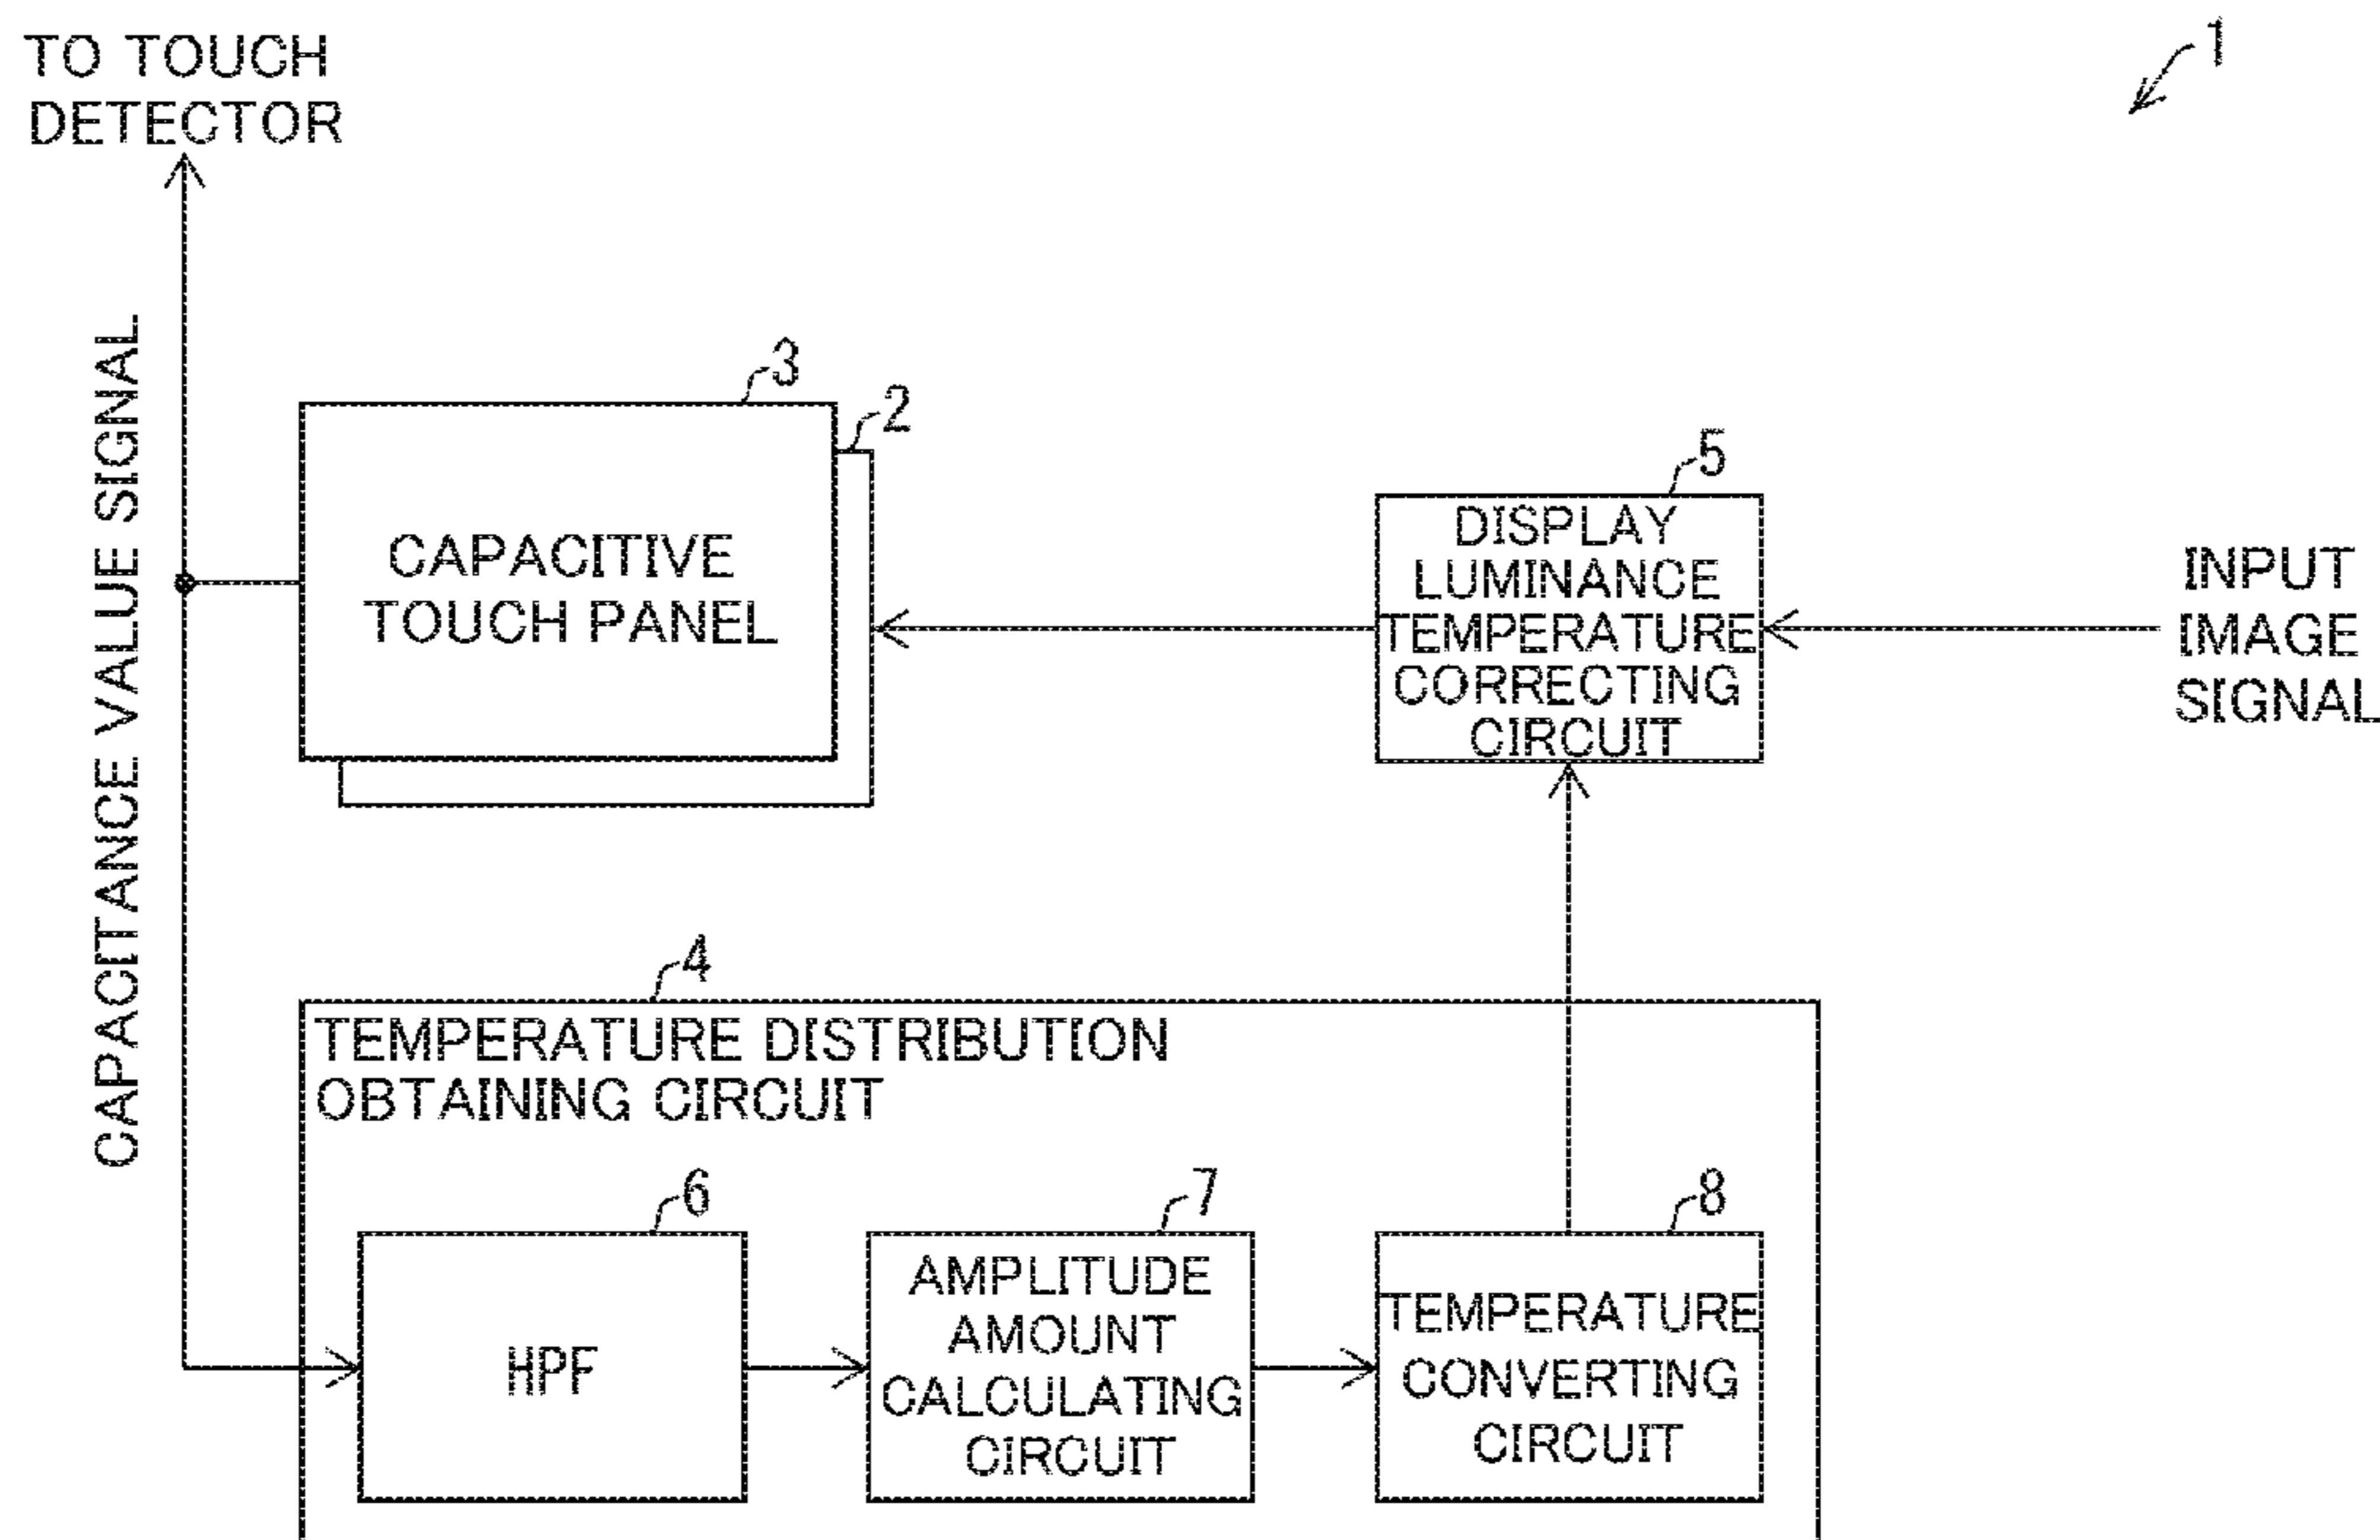 TO TOUCH
DETECTOR
1
CAPACITANCE VALUE SIGNAL
3
2
CAPACITIVE
TOUCH PANEL
5
DISPLAY
LUMINANCE
TEMPERATURE
CORRECTING
CIRCUIT
INPUT
IMAGE
SIGNAL
4
TEMPERATURE DISTRIBUTION
OBTAINING CIRCUIT
6
HPF
7
AMPLITUDE
AMOUNT
CALCULATING
CIRCUIT
8
TEMPERATURE
CONVERTING
CIRCUIT